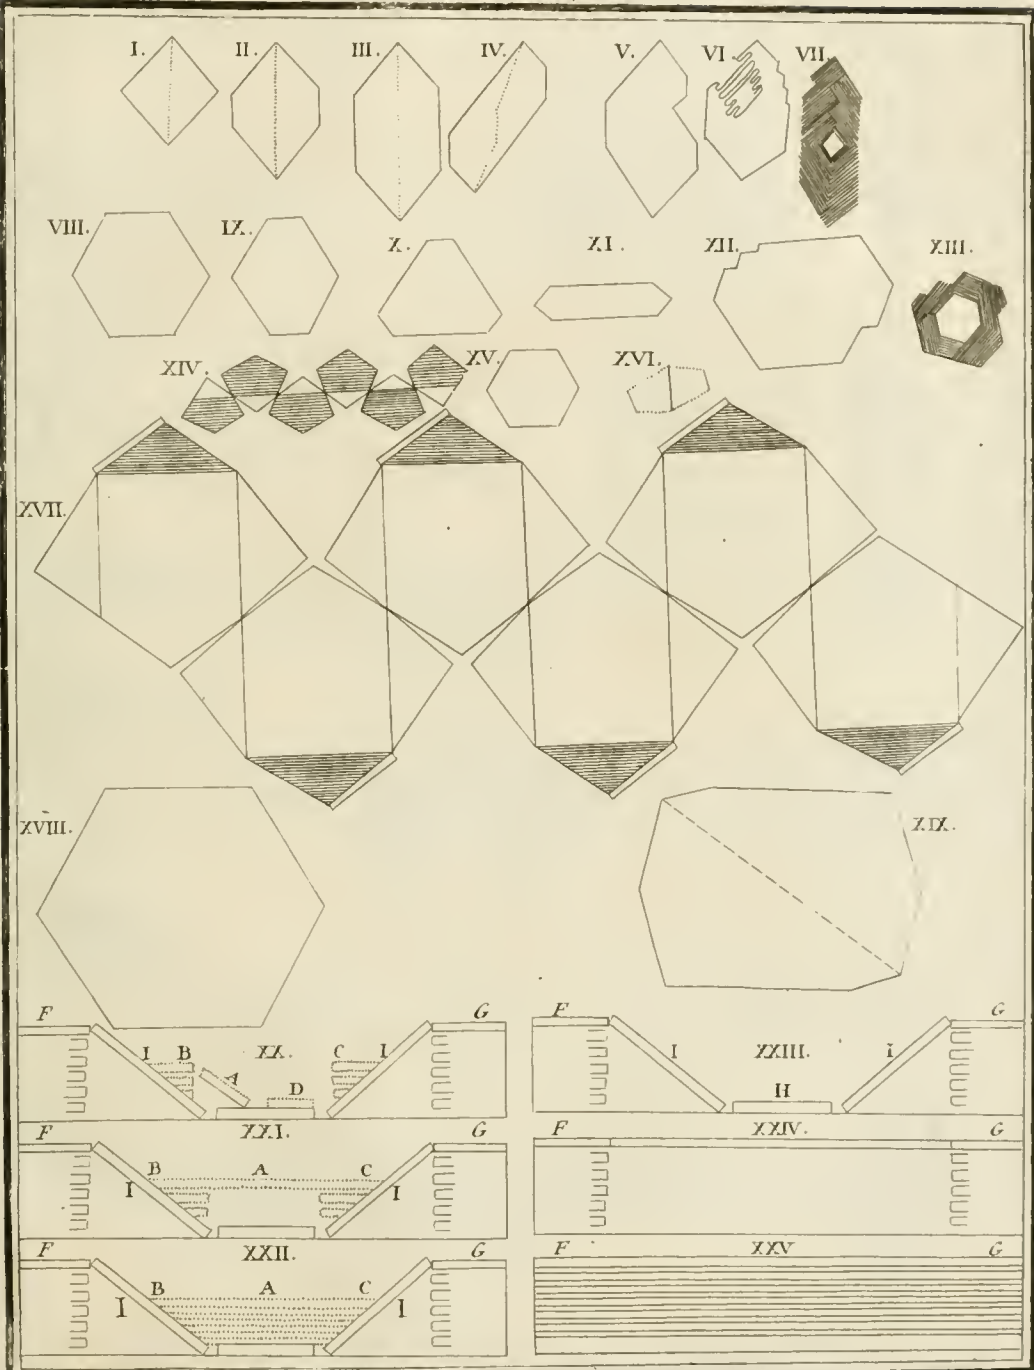 I. II. III. IV. V. VI. VII.
VIII. IX. X. XI. XII. XIII.
XIV. XV. XVI.
XVII.
XVIII. XIX.
F I B XX. A D C I G
F XXI. G
B A C
I I
F XXII. G
B A C
I I
F I XXIII. I G
H
F XXIV. G
F XXV G